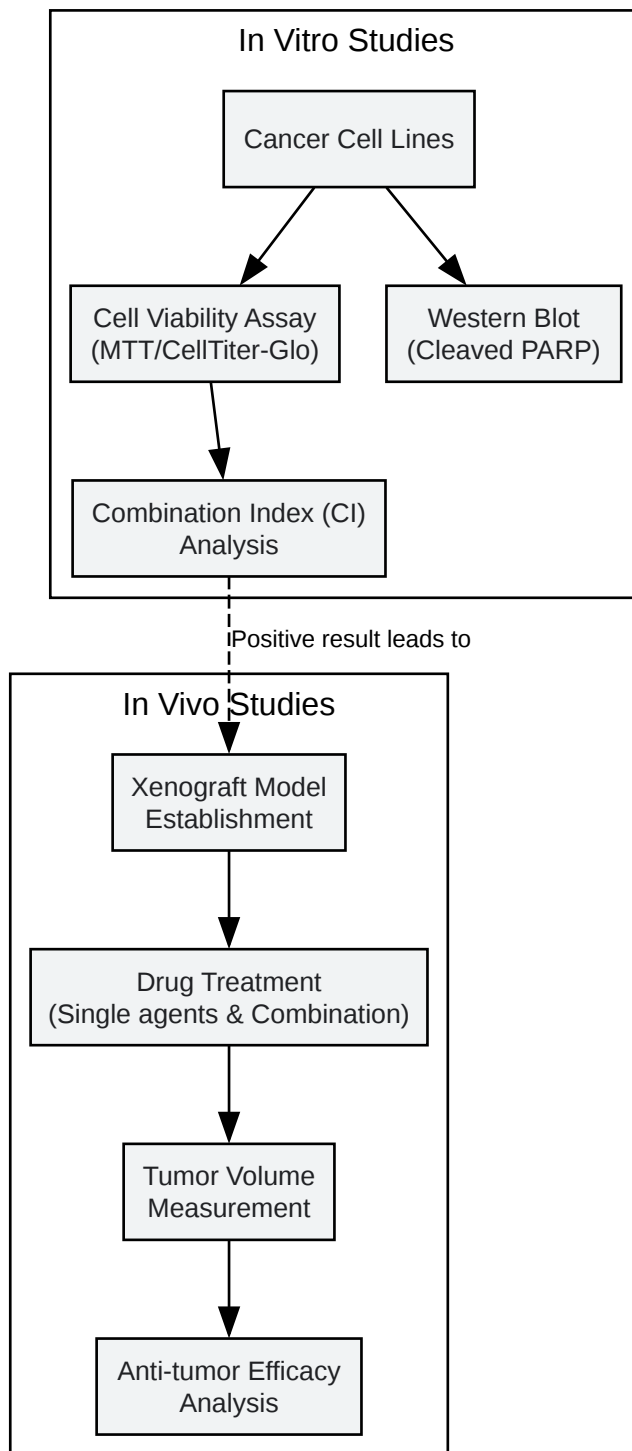 In Vitro Studies
Cancer Cell Lines
Cell Viability Assay
(MTT/CellTiter-Glo)
Western Blot
(Cleaved PARP)
Combination Index (CI)
Analysis
Positive result leads to
In Vivo Studies
Xenograft Model
Establishment
Drug Treatment
(Single agents & Combination)
Tumor Volume
Measurement
Anti-tumor Efficacy
Analysis